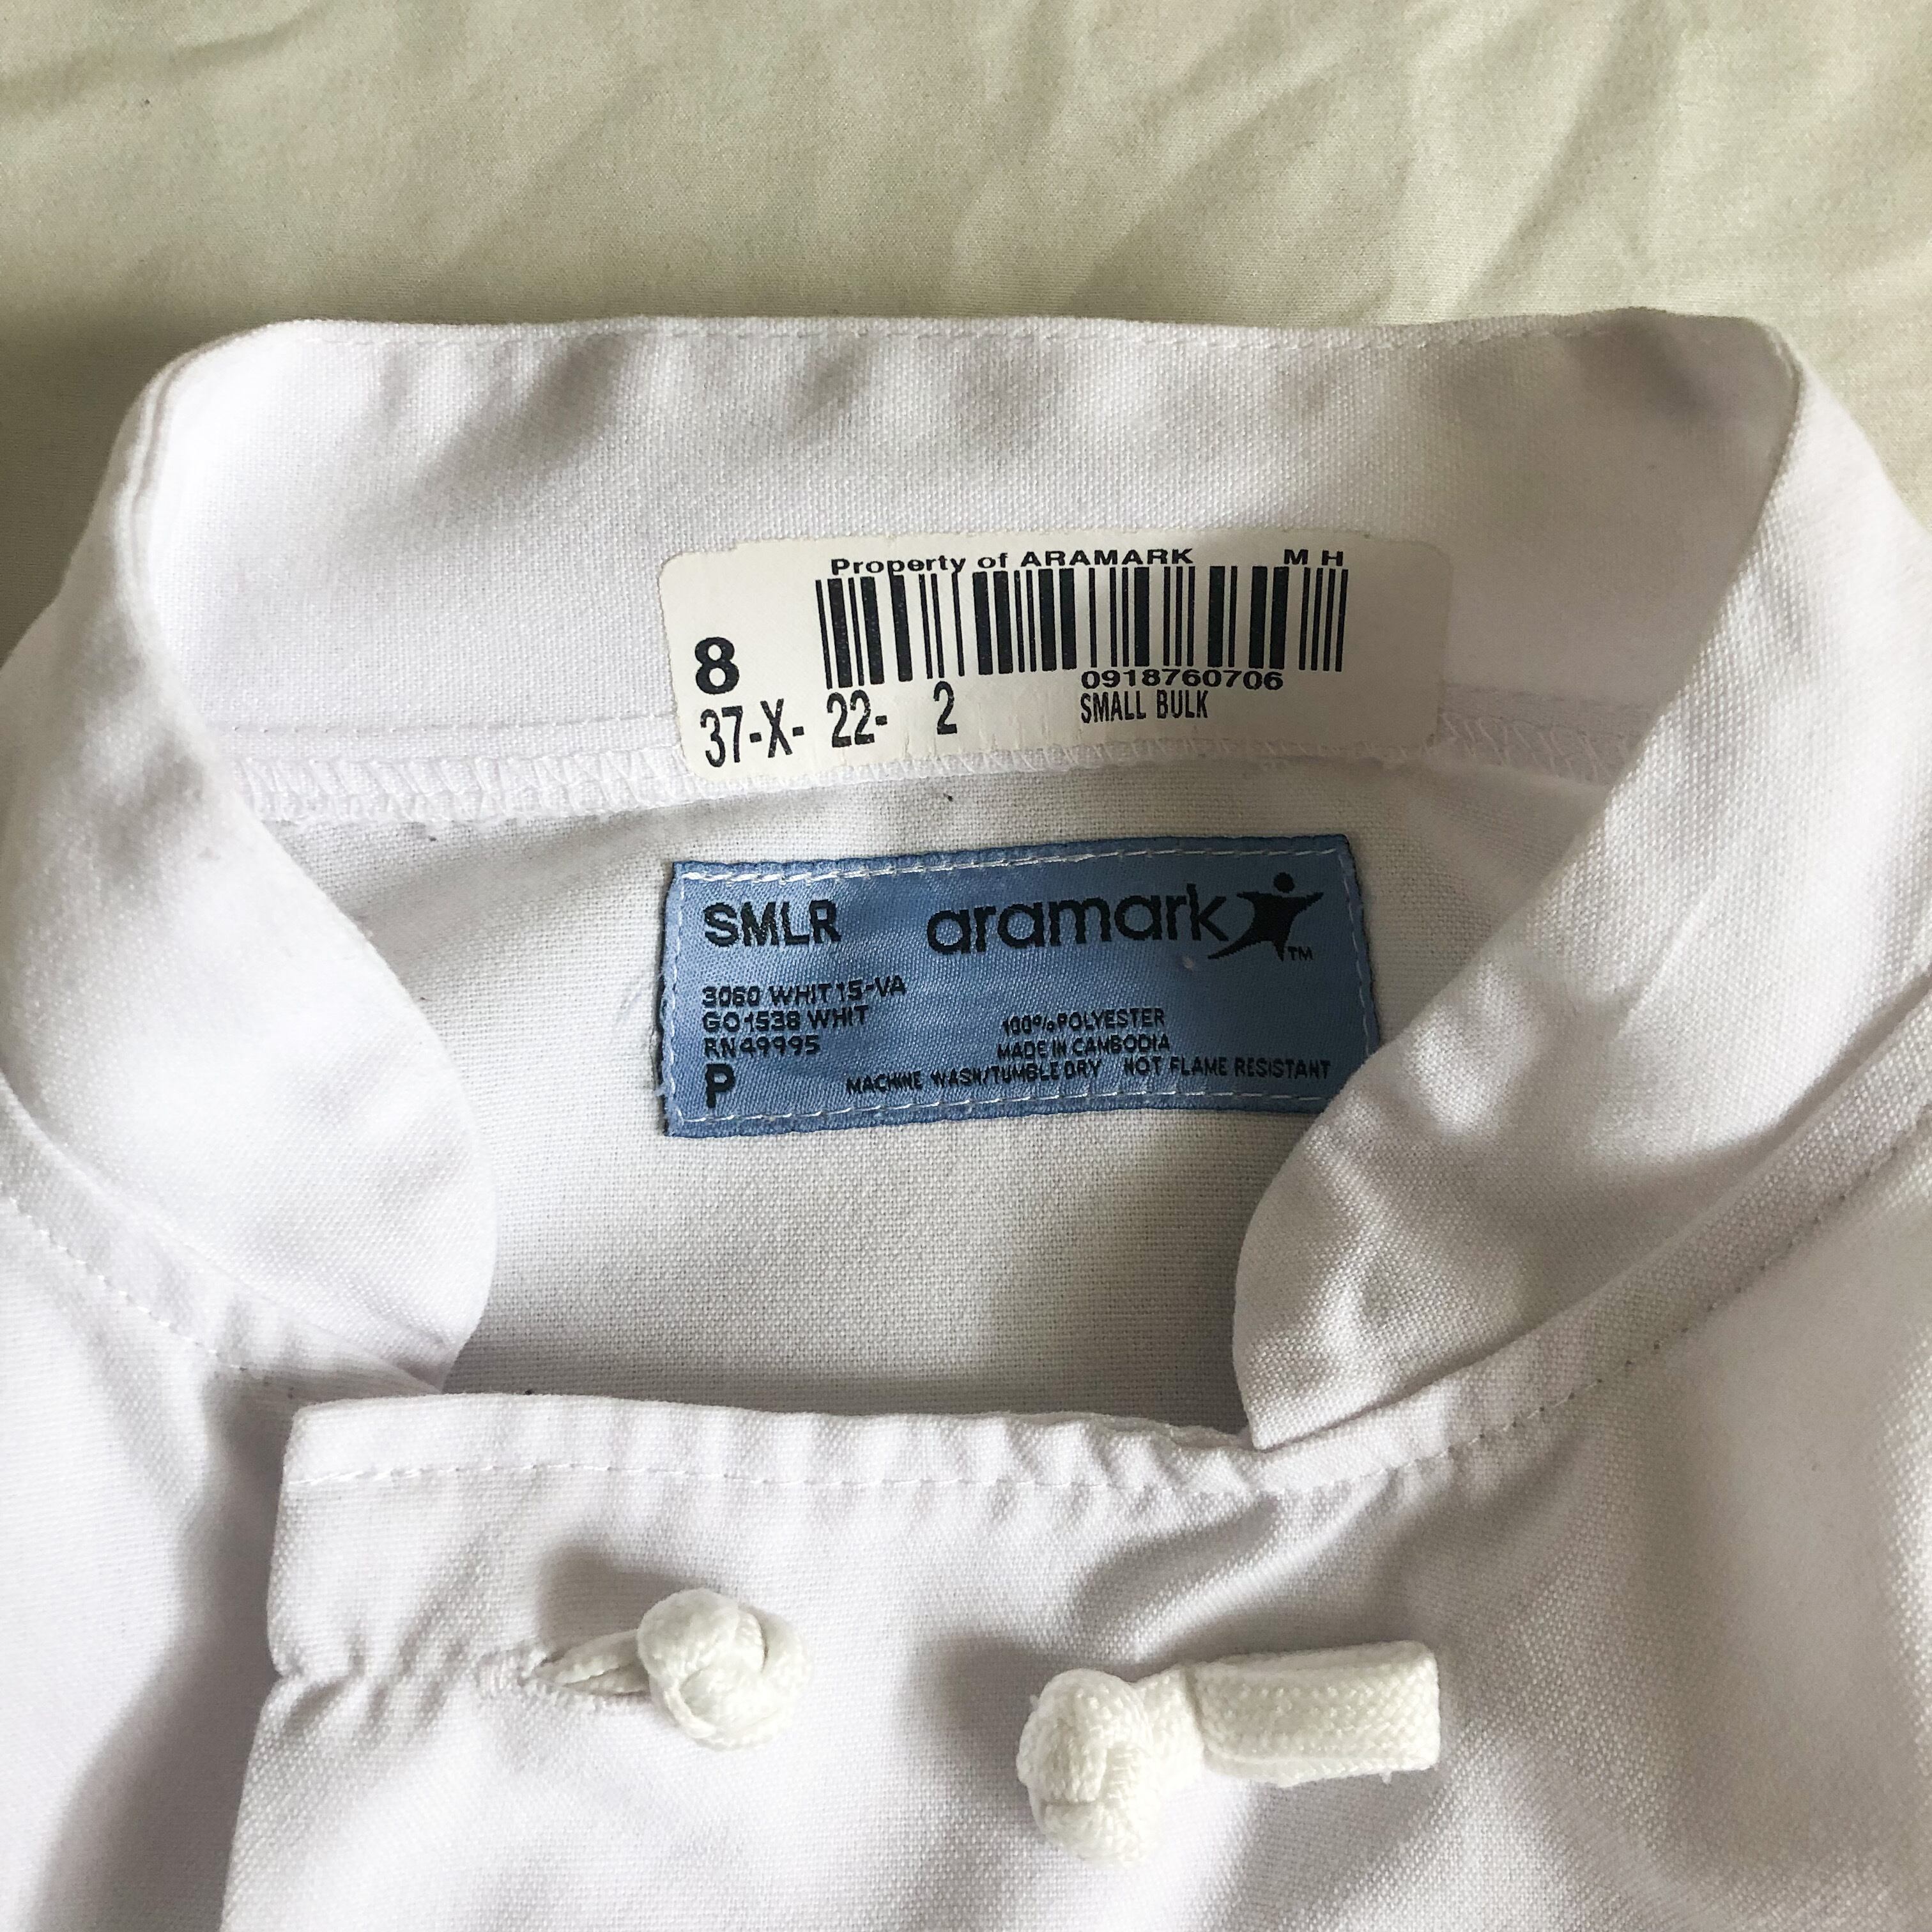 Property of ARAMARK M H
8
0918760706
37-X- 22- 2 SMALL BULK
SMLR aramark TM
3060 WHIT15-VA
GO1538 WHIT 100% POLYESTER
RN49995 MADE IN CAMBODIA
P MACHINE WASH/TUMBLE DRY NOT FLAME RESISTANT